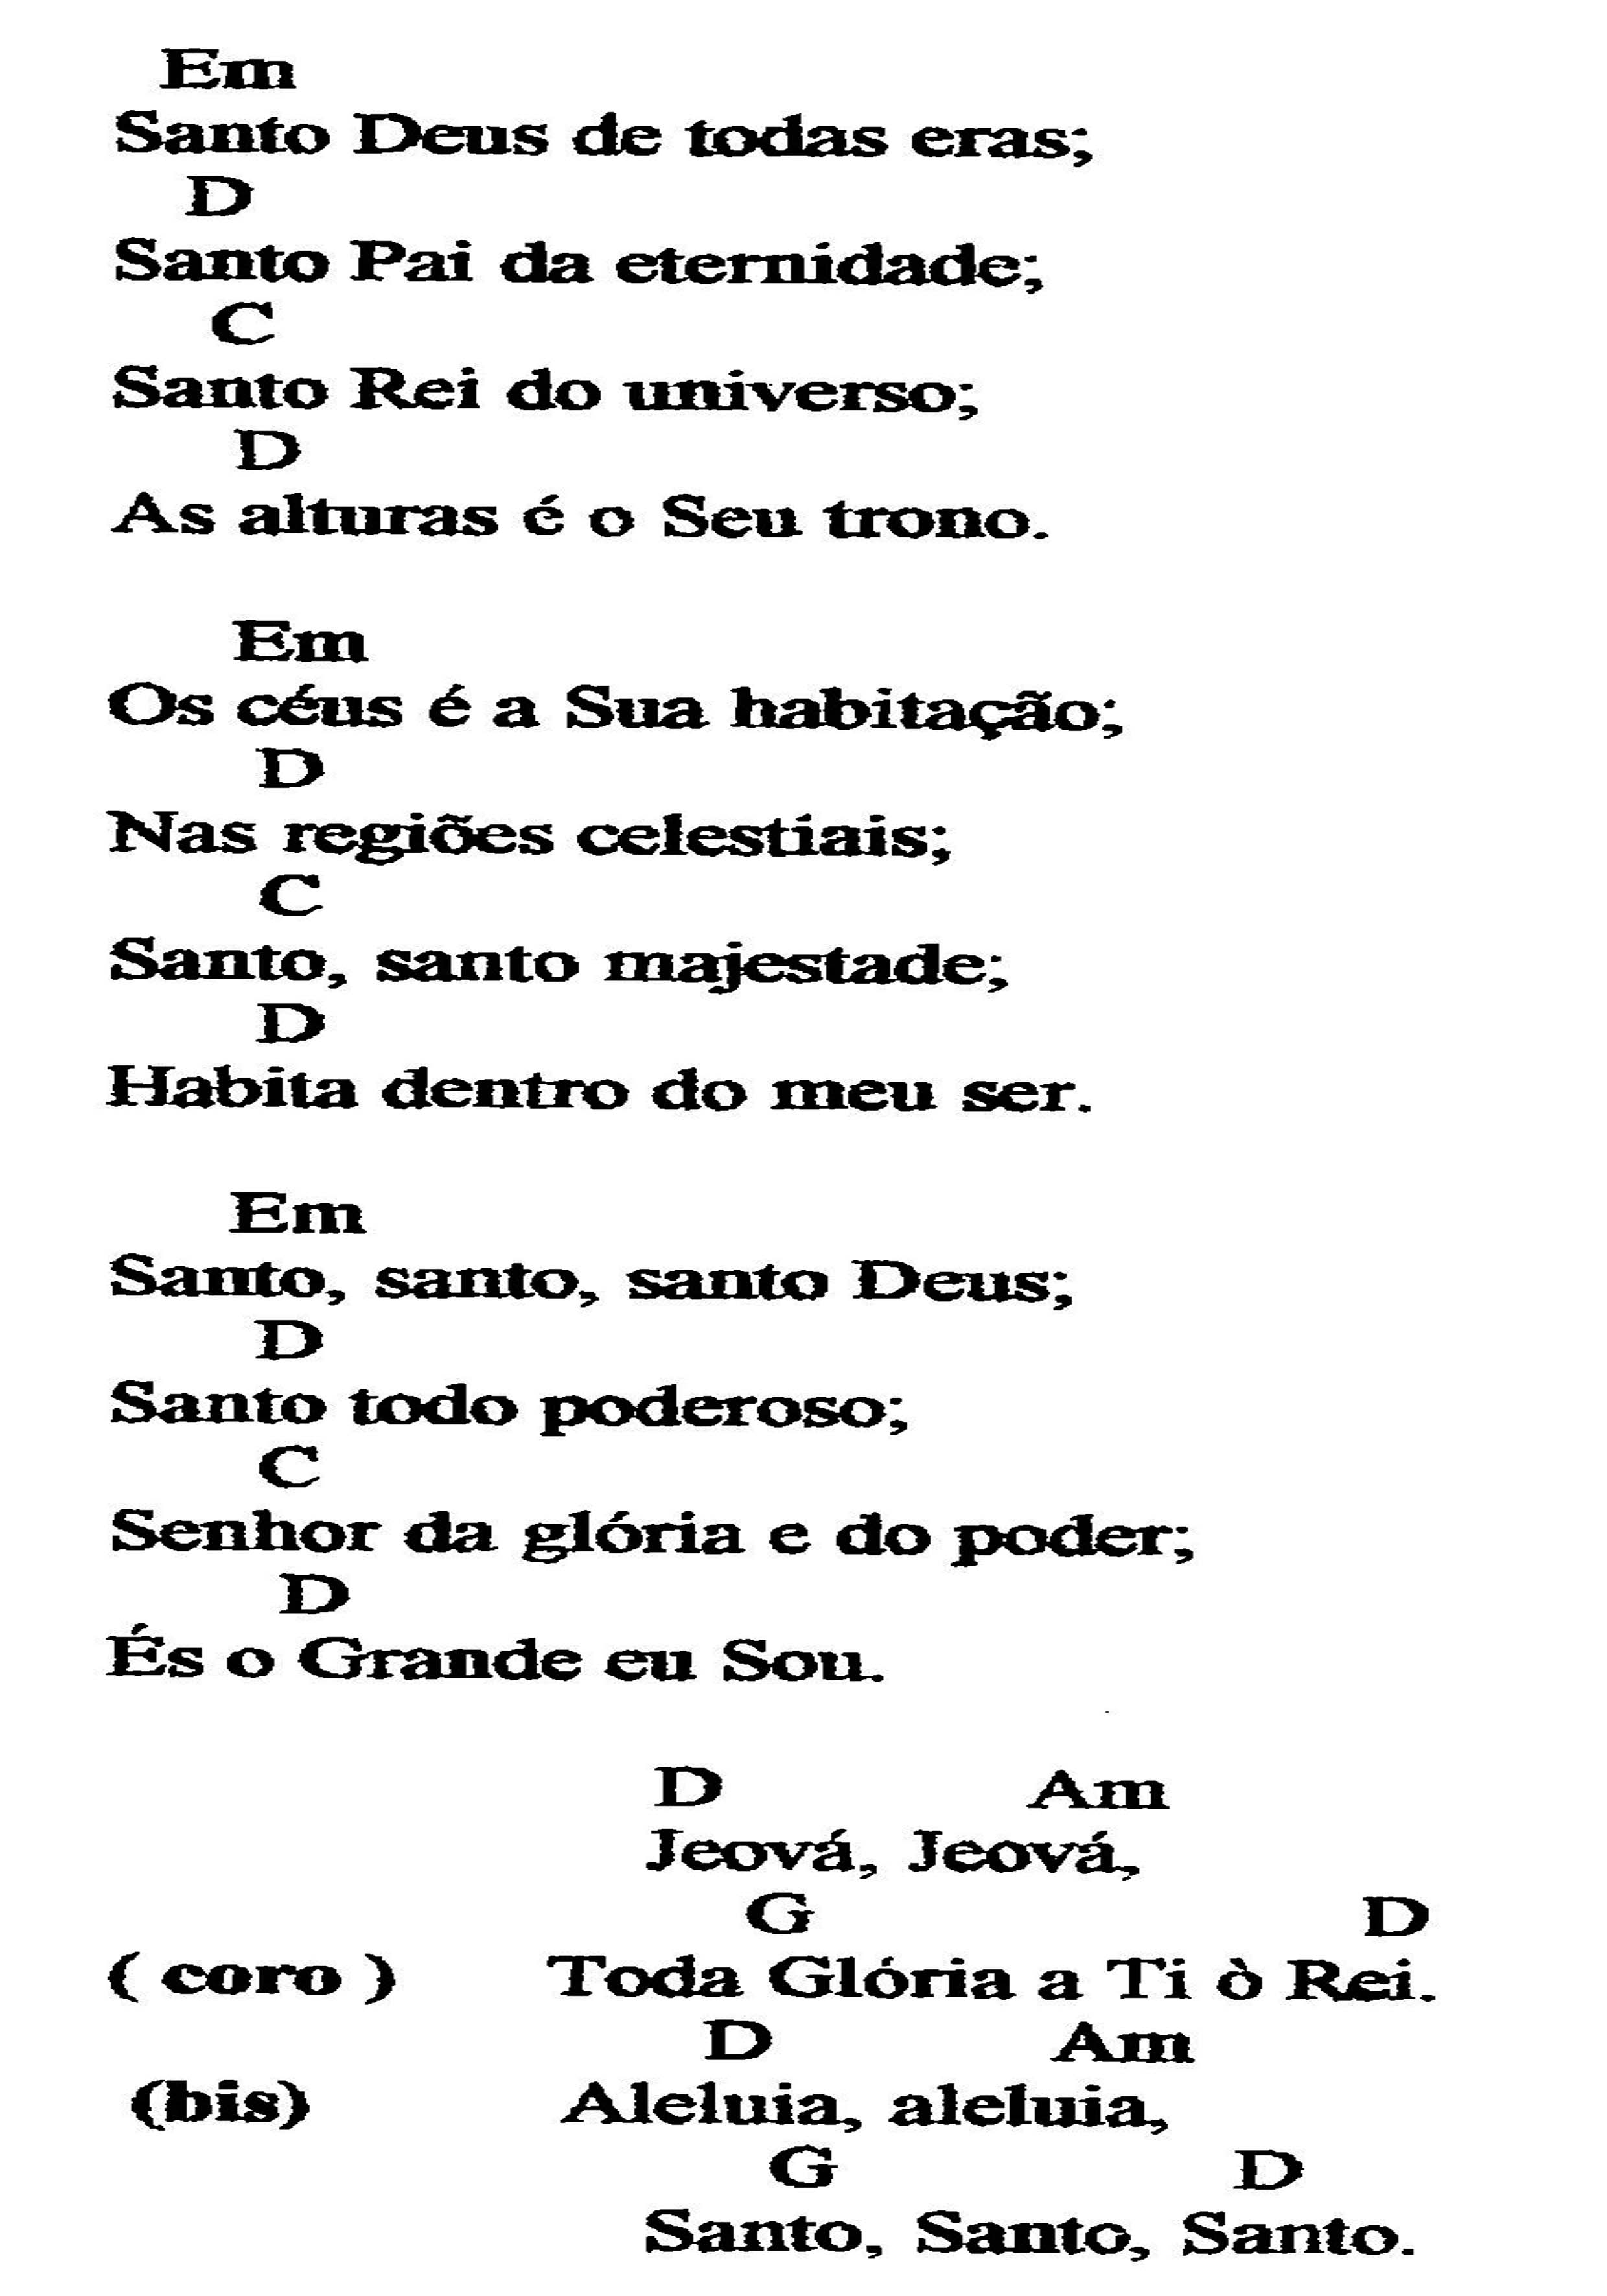 Em
Santo Deus de todas eras;
D
Santo Pai da eternidade;
C
Santo Rei do universo;
D
As alturas é o Seu trono.
Em
Os céus é a Sua habitação;
D
Nas regiões celestiais;
C
Santo, santo majestade;
D
Habita dentro do meu ser.
Em
Santo, santo, santo Deus;
D
Santo todo poderoso;
C
Senhor da glória e do poder;
D
És o Grande eu Sou.
D Am
Jeová, Jeová,
G D
( coro ) Toda Glória a Ti ò Rei.
D Am
(bis) Aleluia, aleluia,
G D
Santo, Santo, Santo.